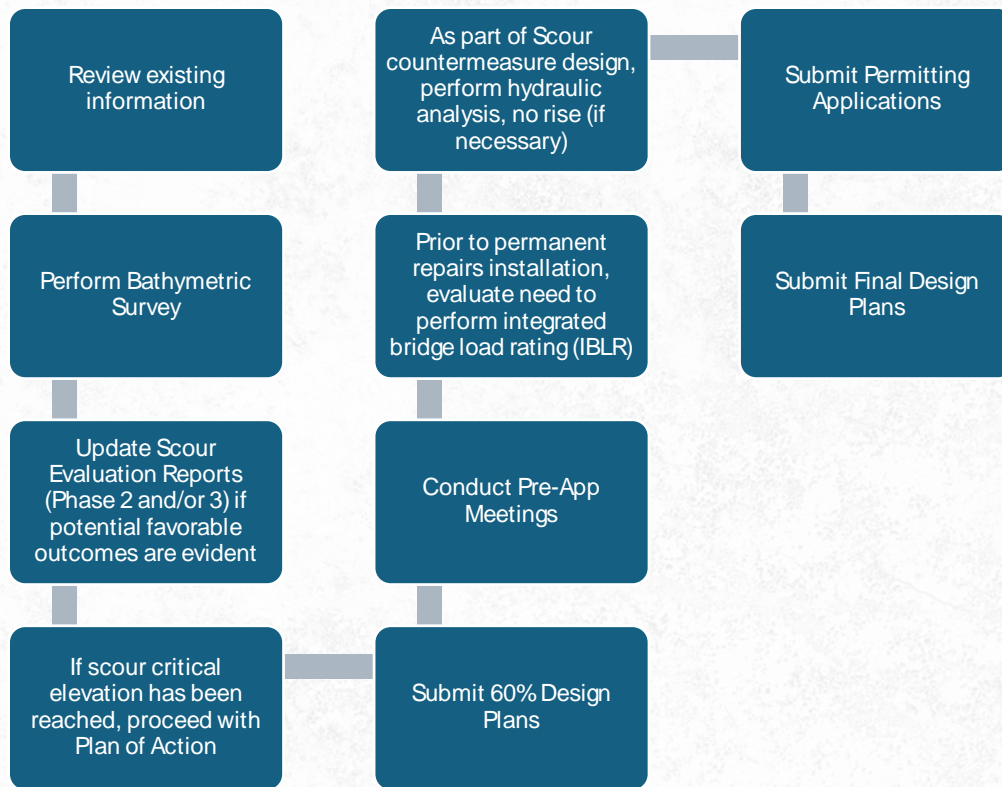 Review existing
information
Perform Bathymetric
Survey
Update Scour
Evaluation Reports
(Phase 2 and/or 3) if
potential favorable
outcomes are evident
If scour critical
elevation has been
reached, proceed with
Plan of Action
Submit 60% Design
Plans
Conduct Pre-App
Meetings
Prior to permanent
repairs installation,
evaluate need to
perform integrated
bridge load rating (IBLR)
As part of Scour
countermeasure design,
perform hydraulic
analysis, no rise (if
necessary)
Submit Permitting
Applications
Submit Final Design
Plans